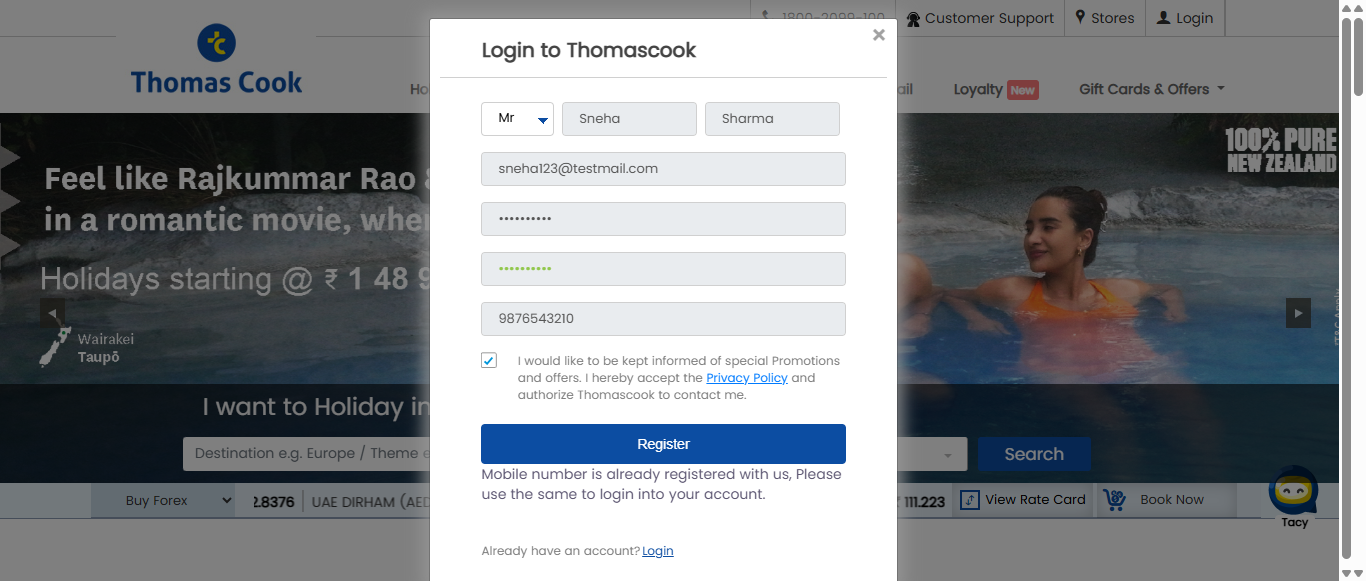 1800-2099-100
Customer Support
Stores
Login
Thomas Cook
Loyalty New
Gift Cards & Offers
Login to Thomascook
Mr
Sneha
Sharma
sneha123@testmail.com
••••••••••
••••••••••
9876543210
I would like to be kept informed of special Promotions
and offers. I hereby accept the Privacy Policy and
authorize Thomascook to contact me.
Register
Mobile number is already registered with us, Please
use the same to login into your account.
Already have an account? Login
Feel like Rajkummar Rao
in a romantic movie,
Holidays starting @ ₹ 1 48 9
Wairakei
Taupō
100% PURE
NEW ZEALAND
I want to Holiday in
Destination e.g. Europe / Theme e
Search
Buy Forex
2.8376
UAE DIRHAM (AED
111.223
View Rate Card
Book Now
Tacy